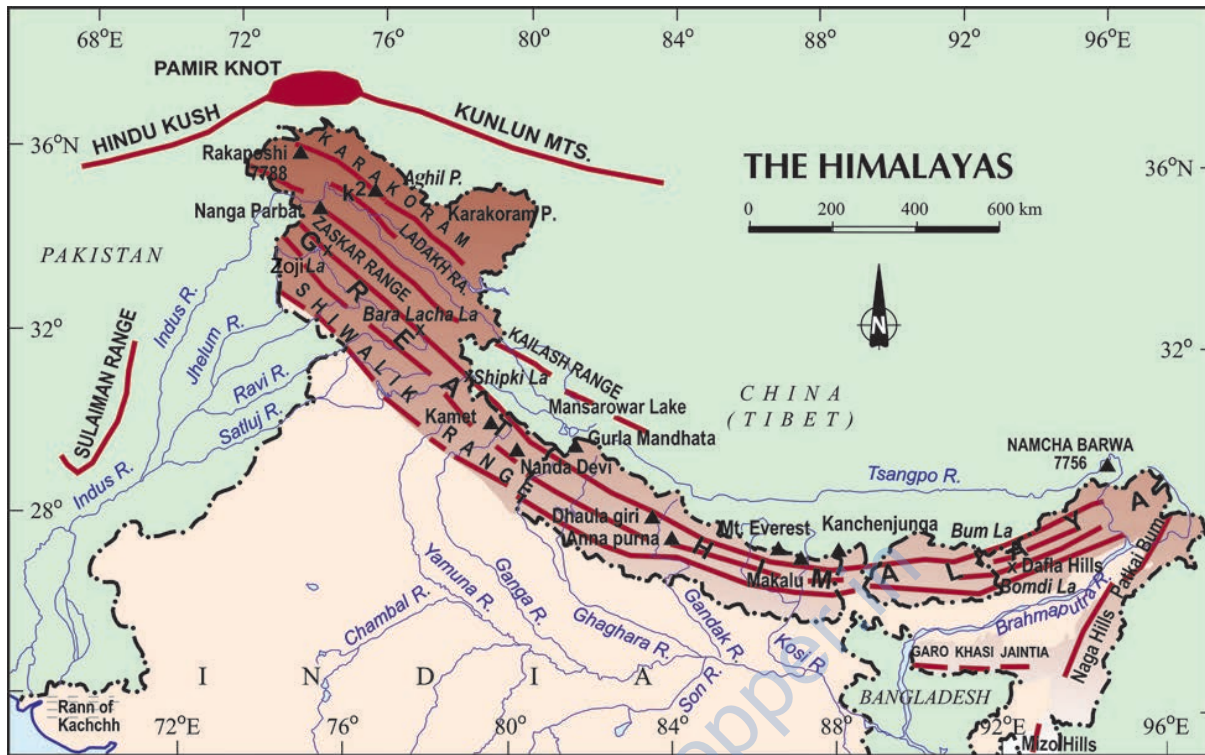 68°E 72° 76° 80° 84° 88° 92° 96°E
PAMIR KNOT
HINDU KUSH
KUNLUN MTS.
36°N
36°N
THE HIMALAYAS
0 200 400 600 km
N
KARAKORAM
Rakaposhi
7788
Aghil P.
k2
Karakoram P.
Nanga Parbat
LADAKH RA.
ZASKAR RANGE
PAKISTAN
Zoji La
GREAT HIMALAYA
Bara Lacha La
SHIWALIK RANGE
Indus R.
Jhelum R.
32°
32°
KAILASH RANGE
Shipki La
Ravi R.
Satluj R.
SULAIMAN RANGE
CHINA
(TIBET)
Mansarowar Lake
Kamet
Gurla Mandhata
Nanda Devi
NAMCHA BARWA
7756
Tsangpo R.
Indus R.
28°
28°
Dhaula giri
Mt. Everest
Kanchenjunga
Bum La
Anna purna
Makalu
Dafla Hills
Bomdi La
Patkai Bum
Brahmaputra R.
Yamuna R.
Ganga R.
Chambal R.
Ghaghara R.
Gandak R.
Kosi R.
Son R.
Naga Hills
GARO KHASI JAINTIA
INDIA
BANGLADESH
Rann of
Kachchh
Mizo Hills
72° 76° 80° 84° 88° 92° 96°E
opper.in